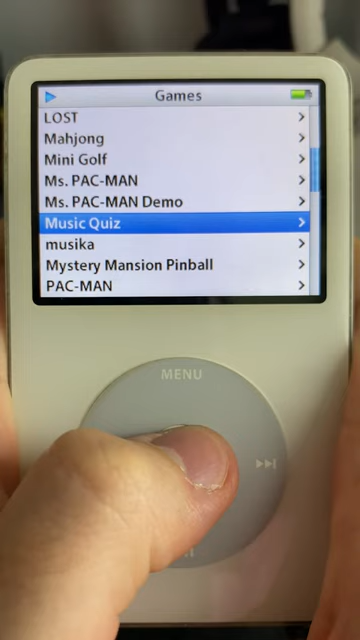 Games
LOST
Mahjong
Mini Golf
Ms. PAC-MAN
Ms. PAC-MAN Demo
Music Quiz
musika
Mystery Mansion Pinball
PAC-MAN
MENU